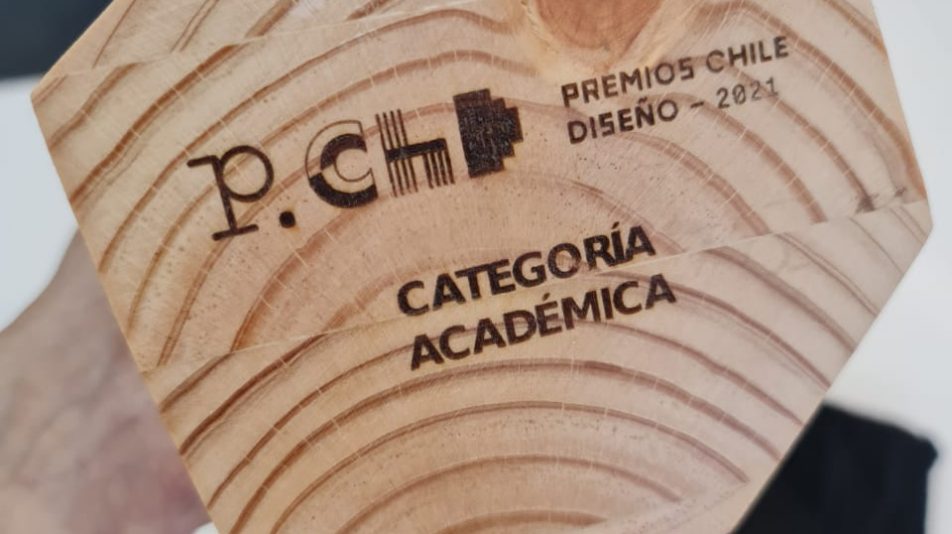 p.CHD
PREMIOS CHILE
DISEÑO – 2021
CATEGORÍA
ACADÉMICA